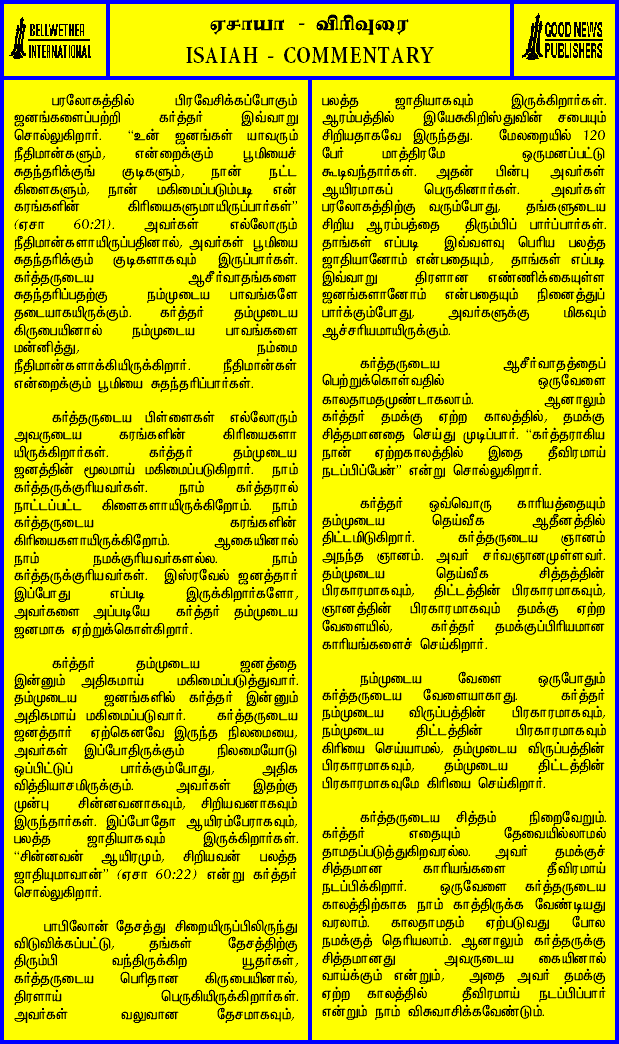 BELLWETHER
INTERNATIONAL
ஏசாயா - விரிவுரை
ISAIAH - COMMENTARY
GOOD NEWS
PUBLISHERS
பரலோகத்தில் பிரவேசிக்கப்போகும்
ஜனங்களைப்பற்றி கர்த்தர் இவ்வாறு
சொல்லுகிறார். “உன் ஜனங்கள் யாவரும்
நீதிமான்களும், என்றைக்கும் பூமியைச்
சுதந்தரிக்குங் குடிகளும், நான் நட்ட
கிளைகளும், நான் மகிமைப்படும்படி என்
கரங்களின் கிரியைகளுமாயிருப்பார்கள்”
(ஏசா 60:21). அவர்கள் எல்லோரும்
நீதிமான்களாயிருப்பதினால், அவர்கள் பூமியை
சுதந்தரிக்கும் குடிகளாகவும் இருப்பார்கள்.
கர்த்தருடைய ஆசீர்வாதங்களை
சுதந்தரிப்பதற்கு நம்முடைய பாவங்களே
தடையாகயிருக்கும். கர்த்தர் தம்முடைய
கிருபையினால் நம்முடைய பாவங்களை
மன்னித்து, நம்மை
நீதிமான்களாக்கியிருக்கிறார். நீதிமான்கள்
என்றைக்கும் பூமியை சுதந்தரிப்பார்கள்.
கர்த்தருடைய பிள்ளைகள் எல்லோரும்
அவருடைய கரங்களின் கிரியைகளா
யிருக்கிறார்கள். கர்த்தர் தம்முடைய
ஜனத்தின் மூலமாய் மகிமைப்படுகிறார். நாம்
கர்த்தருக்குரியவர்கள். நாம் கர்த்தரால்
நாட்டப்பட்ட கிளைகளாயிருக்கிறோம். நாம்
கர்த்தருடைய கரங்களின்
கிரியைகளாயிருக்கிறோம். ஆகையினால்
நாம் நமக்குரியவர்களல்ல. நாம்
கர்த்தருக்குரியவர்கள். இஸ்ரவேல் ஜனத்தார்
இப்போது எப்படி இருக்கிறார்களோ,
அவர்களை அப்படியே கர்த்தர் தம்முடைய
ஜனமாக ஏற்றுக்கொள்கிறார்.
கர்த்தர் தம்முடைய ஜனத்தை
இன்னும் அதிகமாய் மகிமைப்படுத்துவார்.
தம்முடைய ஜனங்களில் கர்த்தர் இன்னும்
அதிகமாய் மகிமைப்படுவார். கர்த்தருடைய
ஜனத்தார் ஏற்கெனவே இருந்த நிலமையை,
அவர்கள் இப்போதிருக்கும் நிலமையோடு
ஒப்பிட்டுப் பார்க்கும்போது, அதிக
வித்தியாசமிருக்கும். அவர்கள் இதற்கு
முன்பு சின்னவனாகவும், சிறியவனாகவும்
இருந்தார்கள். இப்போதோ ஆயிரம்பேராகவும்,
பலத்த ஜாதியாகவும் இருக்கிறார்கள்.
“சின்னவன் ஆயிரமும், சிறியவன் பலத்த
ஜாதியுமாவான்” (ஏசா 60:22) என்று கர்த்தர்
சொல்லுகிறார்.
பாபிலோன் தேசத்து சிறையிருப்பிலிருந்து
விடுவிக்கப்பட்டு, தங்கள் தேசத்திற்கு
திரும்பி வந்திருக்கிற யூதர்கள்,
கர்த்தருடைய பெரிதான கிருபையினால்,
திரளாய் பெருகியிருக்கிறார்கள்.
அவர்கள் வலுவான தேசமாகவும்,
பலத்த ஜாதியாகவும் இருக்கிறார்கள்.
ஆரம்பத்தில் இயேசுகிறிஸ்துவின் சபையும்
சிறியதாகவே இருந்தது. மேலறையில் 120
பேர் மாத்திரமே ஒருமனப்பட்டு
கூடிவந்தார்கள். அதன் பின்பு அவர்கள்
ஆயிரமாகப் பெருகினார்கள். அவர்கள்
பரலோகத்திற்கு வரும்போது, தங்களுடைய
சிறிய ஆரம்பத்தை திரும்பிப் பார்ப்பார்கள்.
தாங்கள் எப்படி இவ்வளவு பெரிய பலத்த
ஜாதியானோம் என்பதையும், தாங்கள் எப்படி
இவ்வாறு திரளான எண்ணிக்கையுள்ள
ஜனங்களானோம் என்பதையும் நினைத்துப்
பார்க்கும்போது, அவர்களுக்கு மிகவும்
ஆச்சரியமாயிருக்கும்.
கர்த்தருடைய ஆசீர்வாதத்தைப்
பெற்றுக்கொள்வதில் ஒருவேளை
காலதாமதமுண்டாகலாம். ஆனாலும்
கர்த்தர் தமக்கு ஏற்ற காலத்தில், தமக்கு
சித்தமானதை செய்து முடிப்பார். “கர்த்தராகிய
நான் ஏற்றகாலத்தில் இதை தீவிரமாய்
நடப்பிப்பேன்” என்று சொல்லுகிறார்.
கர்த்தர் ஒவ்வொரு காரியத்தையும்
தம்முடைய தெய்வீக ஆதீனத்தில்
திட்டமிடுகிறார். கர்த்தருடைய ஞானம்
அநந்த ஞானம். அவர் சர்வஞானமுள்ளவர்.
தம்முடைய தெய்வீக சித்தத்தின்
பிரகாரமாகவும், திட்டத்தின் பிரகாரமாகவும்,
ஞானத்தின் பிரகாரமாகவும் தமக்கு ஏற்ற
வேளையில், கர்த்தர் தமக்குப்பிரியமான
காரியங்களைச் செய்கிறார்.
நம்முடைய வேளை ஒருபோதும்
கர்த்தருடைய வேளையாகாது. கர்த்தர்
நம்முடைய விருப்பத்தின் பிரகாரமாகவும்,
நம்முடைய திட்டத்தின் பிரகாரமாகவும்
கிரியை செய்யாமல், தம்முடைய விருப்பத்தின்
பிரகாரமாகவும், தம்முடைய திட்டத்தின்
பிரகாரமாகவுமே கிரியை செய்கிறார்.
கர்த்தருடைய சித்தம் நிறைவேறும்.
கர்த்தர் எதையும் தேவையில்லாமல்
தாமதப்படுத்துகிறவரல்ல. அவர் தமக்குச்
சித்தமான காரியங்களை தீவிரமாய்
நடப்பிக்கிறார். ஒருவேளை கர்த்தருடைய
காலத்திற்காக நாம் காத்திருக்க வேண்டியது
வரலாம். காலதாமதம் ஏற்படுவது போல
நமக்குத் தெரியலாம். ஆனாலும் கர்த்தருக்கு
சித்தமானது அவருடைய கையினால்
வாய்க்கும் என்றும், அதை அவர் தமக்கு
ஏற்ற காலத்தில் தீவிரமாய் நடப்பிப்பார்
என்றும் நாம் விசுவாசிக்கவேண்டும்.